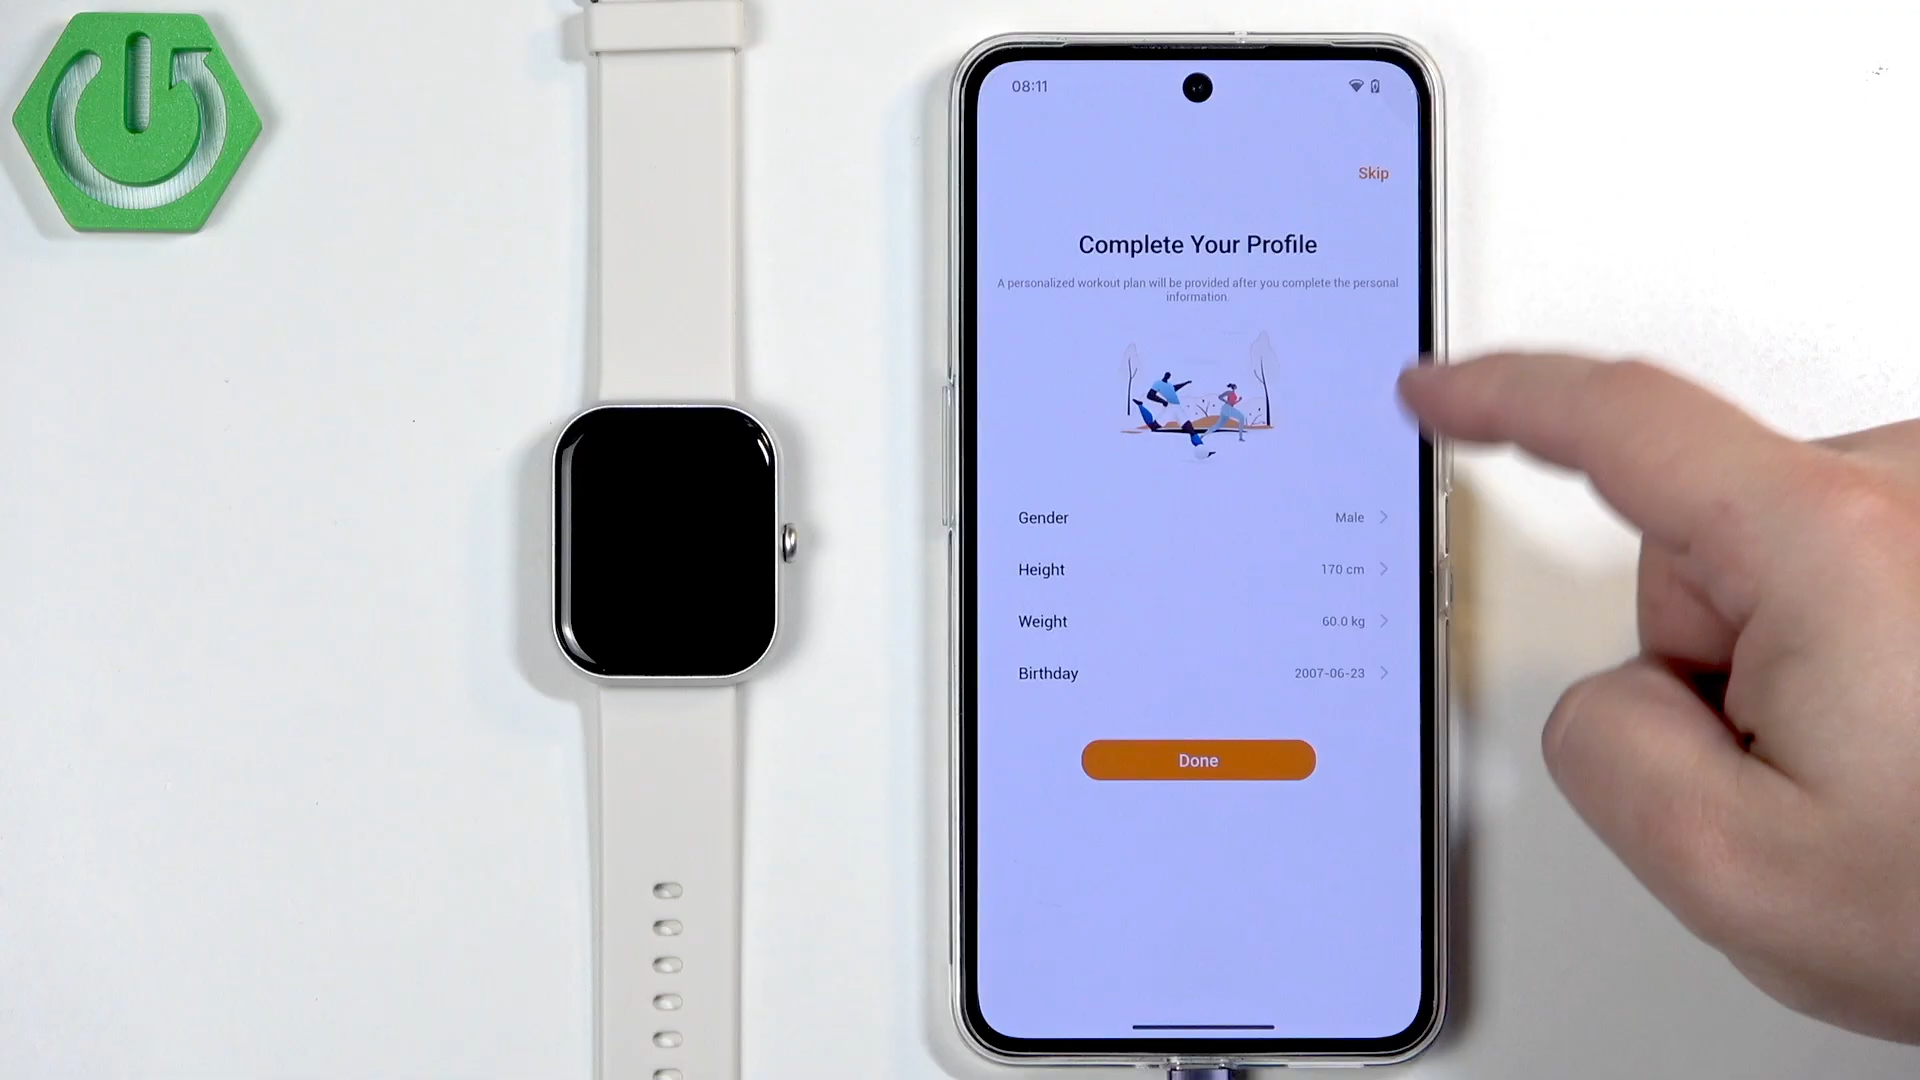 08:11
Skip
Complete Your Profile
A personalized workout plan will be provided after you complete the personal
information.
Gender Male
Height 170 cm
Weight 60.0 kg
Birthday 2007-06-23
Done